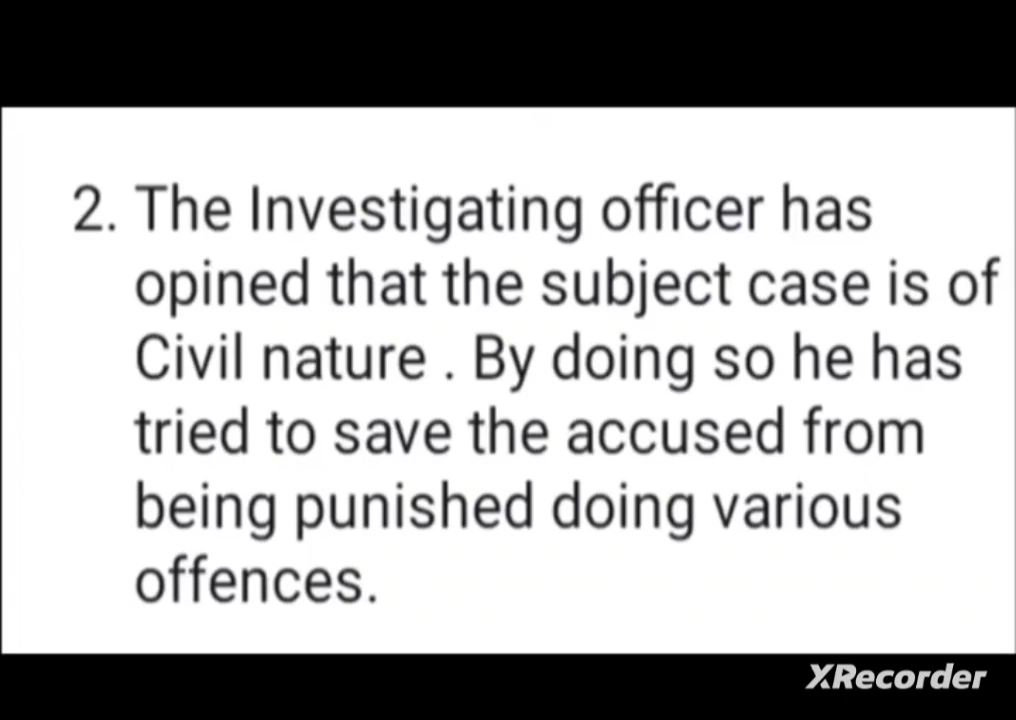 2. The Investigating officer has
opined that the subject case is of
Civil nature . By doing so he has
tried to save the accused from
being punished doing various
offences.
XRecorder